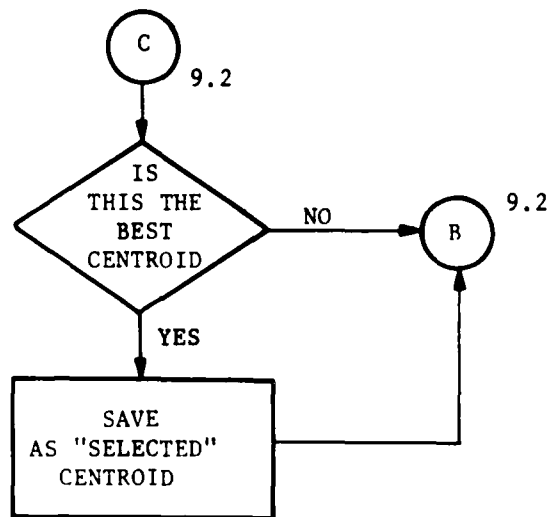 C
9.2
IS
THIS THE
BEST
CENTROID
NO
B
9.2
YES
SAVE
AS "SELECTED"
CENTROID